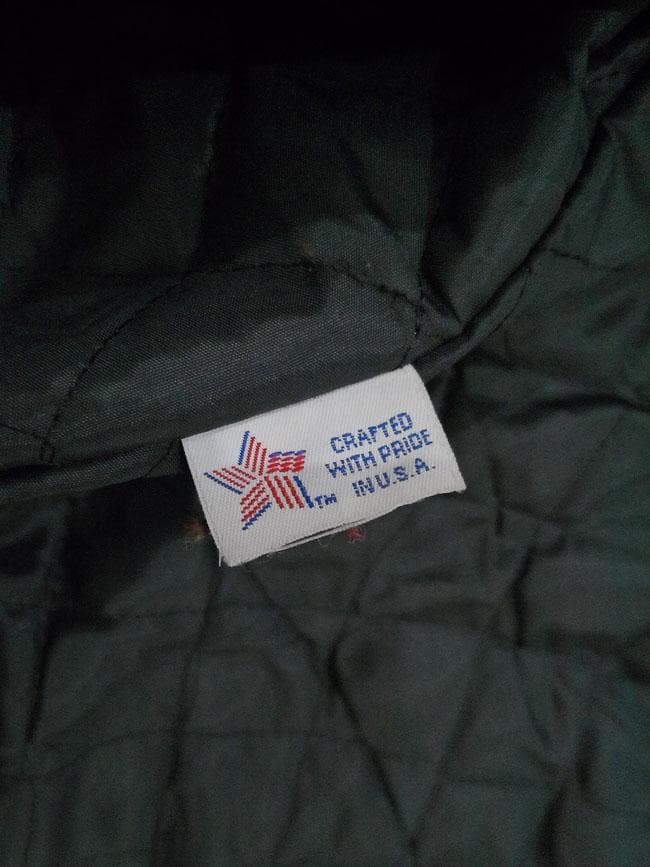 CRAFTED
WITH PRIDE
IN U.S.A.
TM